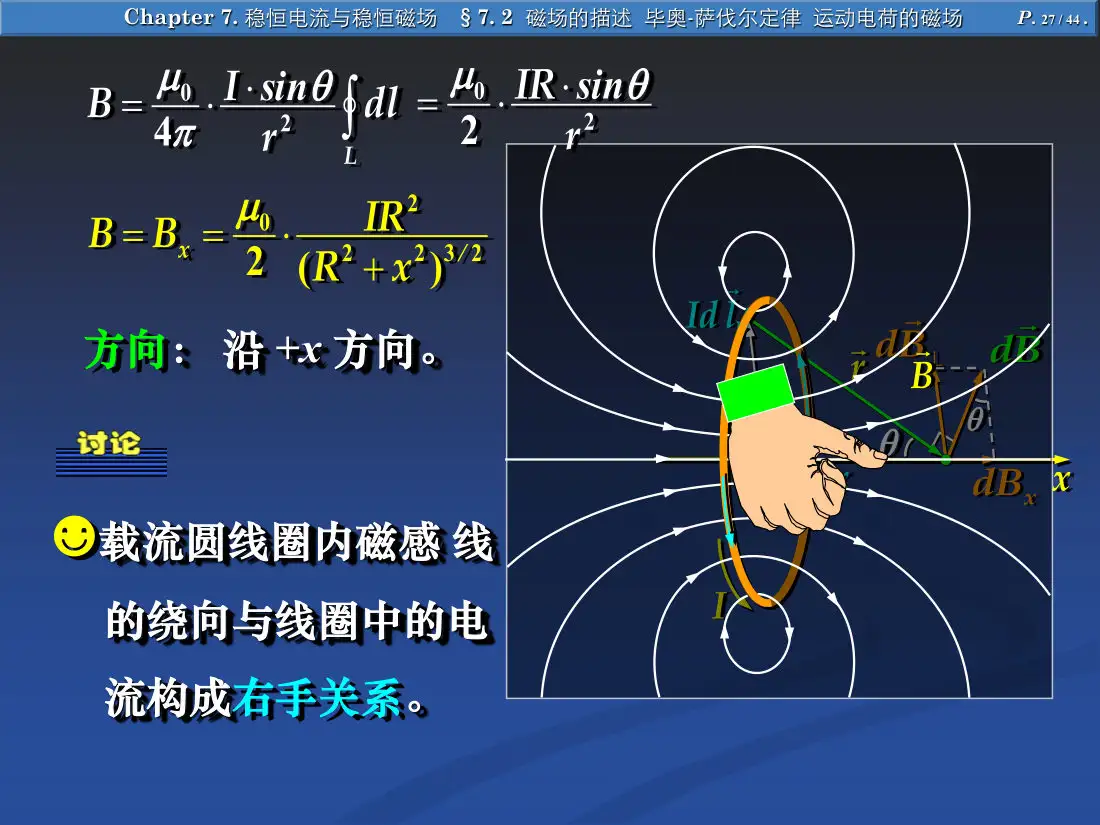 Chapter 7. 稳恒电流与稳恒磁场 §7. 2 磁场的描述 毕奥-萨伐尔定律 运动电荷的磁场 P. 27 / 44 .
B = μ₀/4π · I · sinθ/r² ∮_L dl = μ₀/2 · IR · sinθ/r²
B = Bₓ = μ₀/2 · IR²/(R² + x²)^{3/2}
方向： 沿 +x 方向。
讨论
载流圆线圈内磁感 线
的绕向与线圈中的电
流构成右手关系。
Id l⃗
r⃗
dB⃗
B⃗
dB⃗
θ
θ
dBₓ
x
I